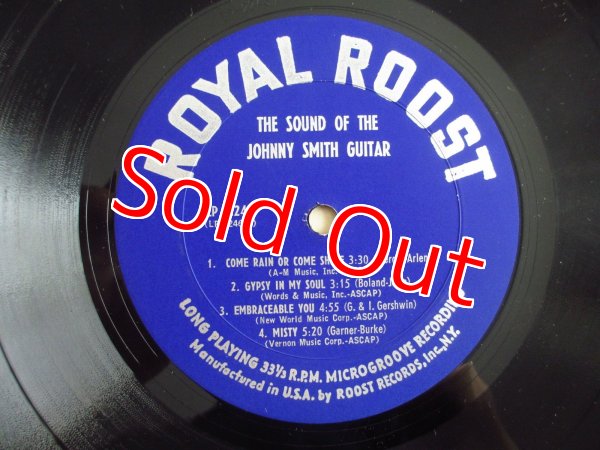 ROYAL ROOST
THE SOUND OF THE
JOHNNY SMITH GUITAR
Sold Out
1. COME RAIN OR COME 3:30
(A-M Music, Inc.
2. GYPSY IN MY SOUL 3:15
(Words & Music, Inc.-ASCAP)
3. EMBRACEABLE YOU 4:55 (G. & I. Gershwin)
(New World Music Corp.-ASCAP)
4. MISTY 5:20 (Garner-Burke)
(Vernon Music Corp.-ASCAP)
LONG PLAYING 33⅓ R.P.M. MICROGROOVE RECORDING
Manufactured in U.S.A. by ROOST RECORDS, Inc., N.Y.